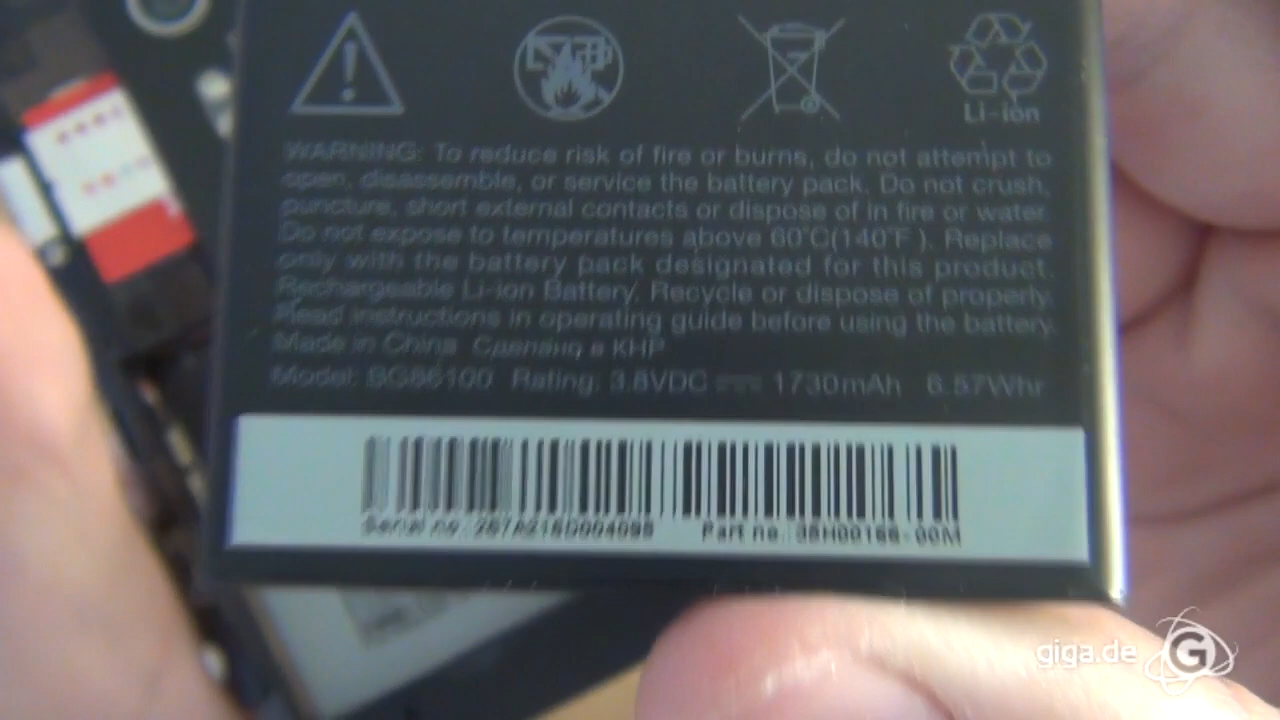 Li-ion
WARNING: To reduce risk of fire or burns, do not attempt to
open, disassemble, or service the battery pack. Do not crush,
puncture, short external contacts or dispose of in fire or water.
Do not expose to temperatures above 60°C(140°F ). Replace
only with the battery pack designated for this product.
Rechargeable Li-ion Battery. Recycle or dispose of properly.
Read instructions in operating guide before using the battery.
Made in China Сделано в КНР
Model: BG86100 Rating: 3.8VDC 1730mAh 6.57Whr
Serial no. Part no.
giga.de
G